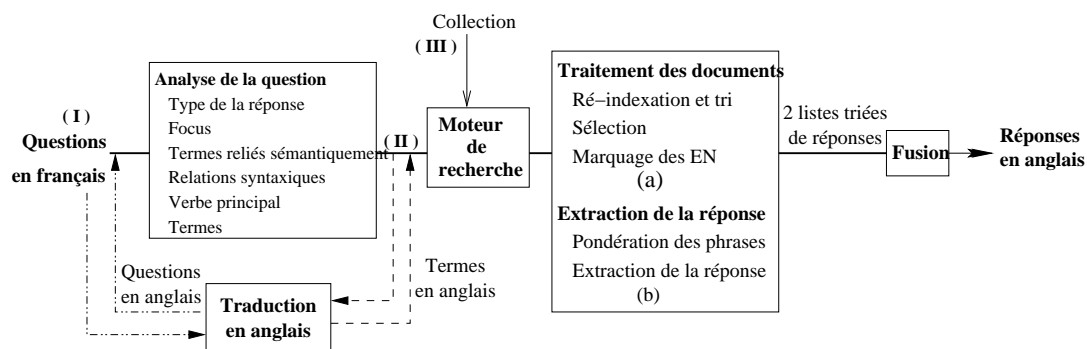 Collection
( III )
( I )
Questions
en français
Analyse de la question
Type de la réponse
Focus
Termes reliés sémantiquement
Relations syntaxiques
Verbe principal
Termes
( II )
Moteur
de
recherche
Traitement des documents
Ré−indexation et tri
Sélection
Marquage des EN
(a)
Extraction de la réponse
Pondération des phrases
Extraction de la réponse
(b)
2 listes triées
de réponses
Fusion
Réponses
en anglais
Questions
en anglais
Traduction
en anglais
Termes
en anglais